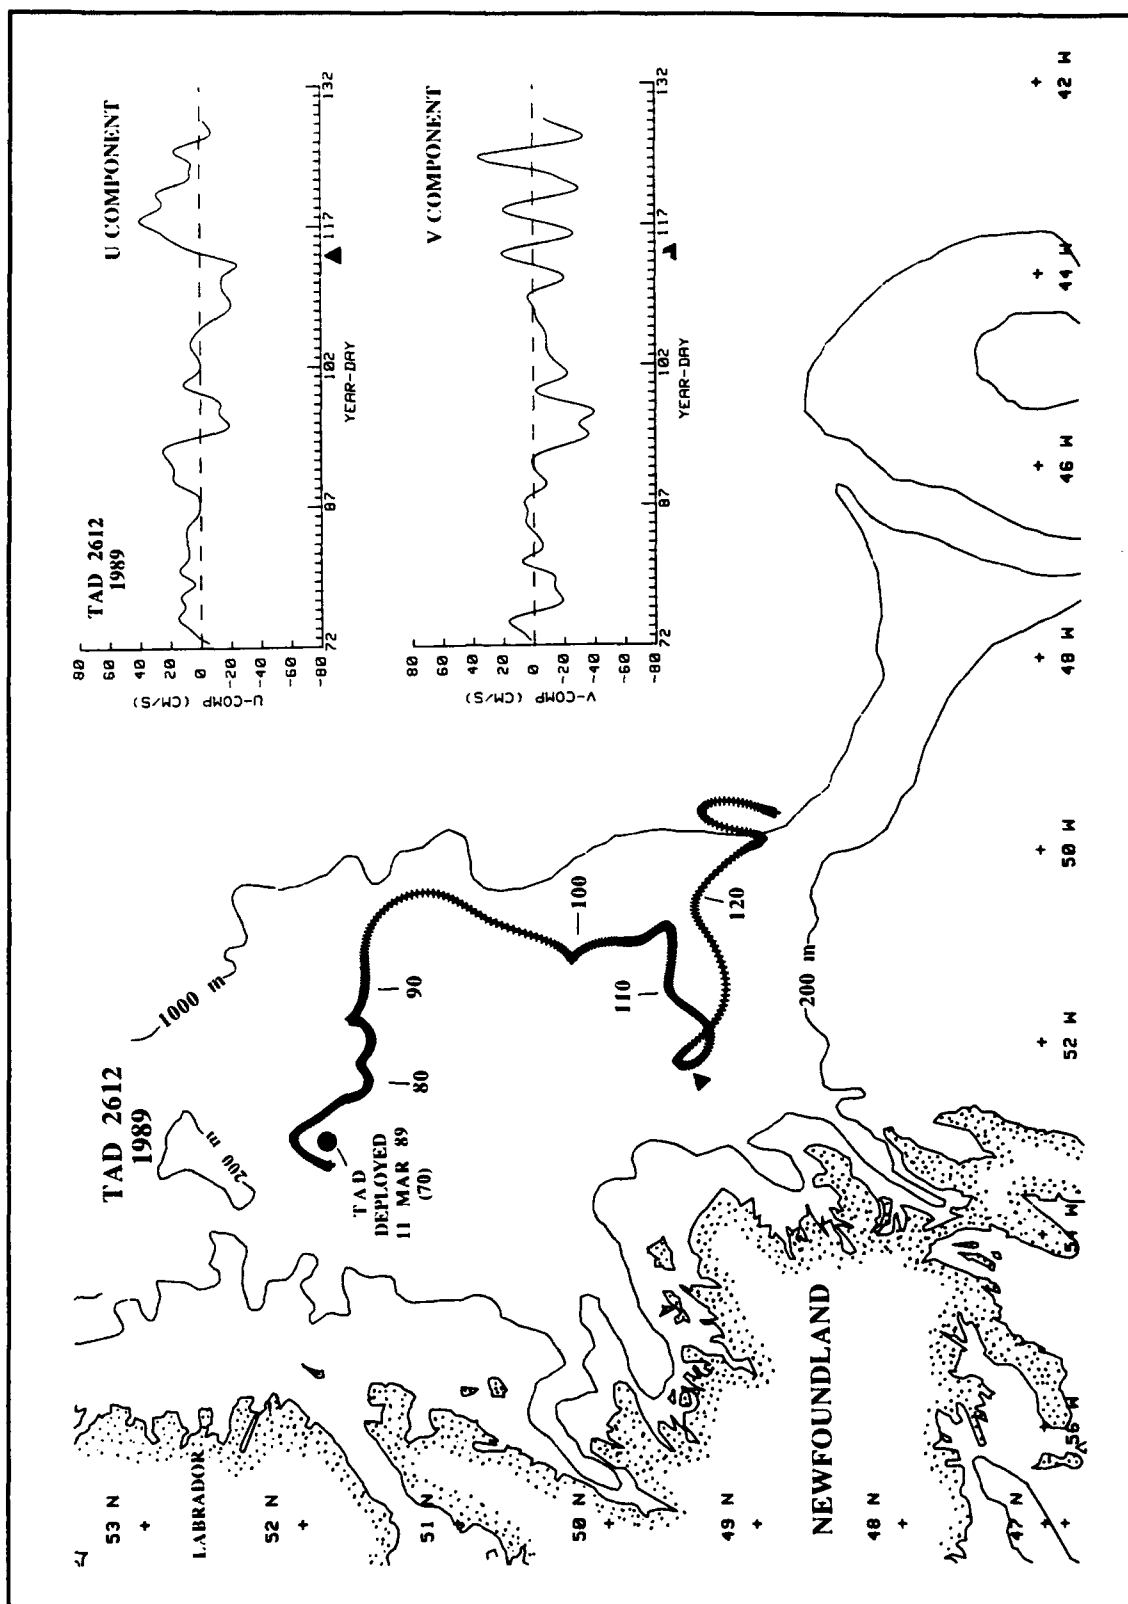 TAD 2612
1989
U COMPONENT
80
60
40
20
0
-20
-40
-60
-80
U-COMP (CM/S)
72
87
102
117
132
YEAR-DAY
V COMPONENT
80
60
40
20
0
-20
-40
-60
-80
V-COMP (CM/S)
72
87
102
117
132
YEAR-DAY
TAD 2612
1989
1000 m
200 m
TAD
DEPLOYED
11 MAR 89
(70)
80
90
100
110
120
200 m
LABRADOR
NEWFOUNDLAND
53 N
52 N
51 N
50 N
49 N
48 N
47 N
56 W
54 W
52 W
50 W
48 W
46 W
44 W
42 W